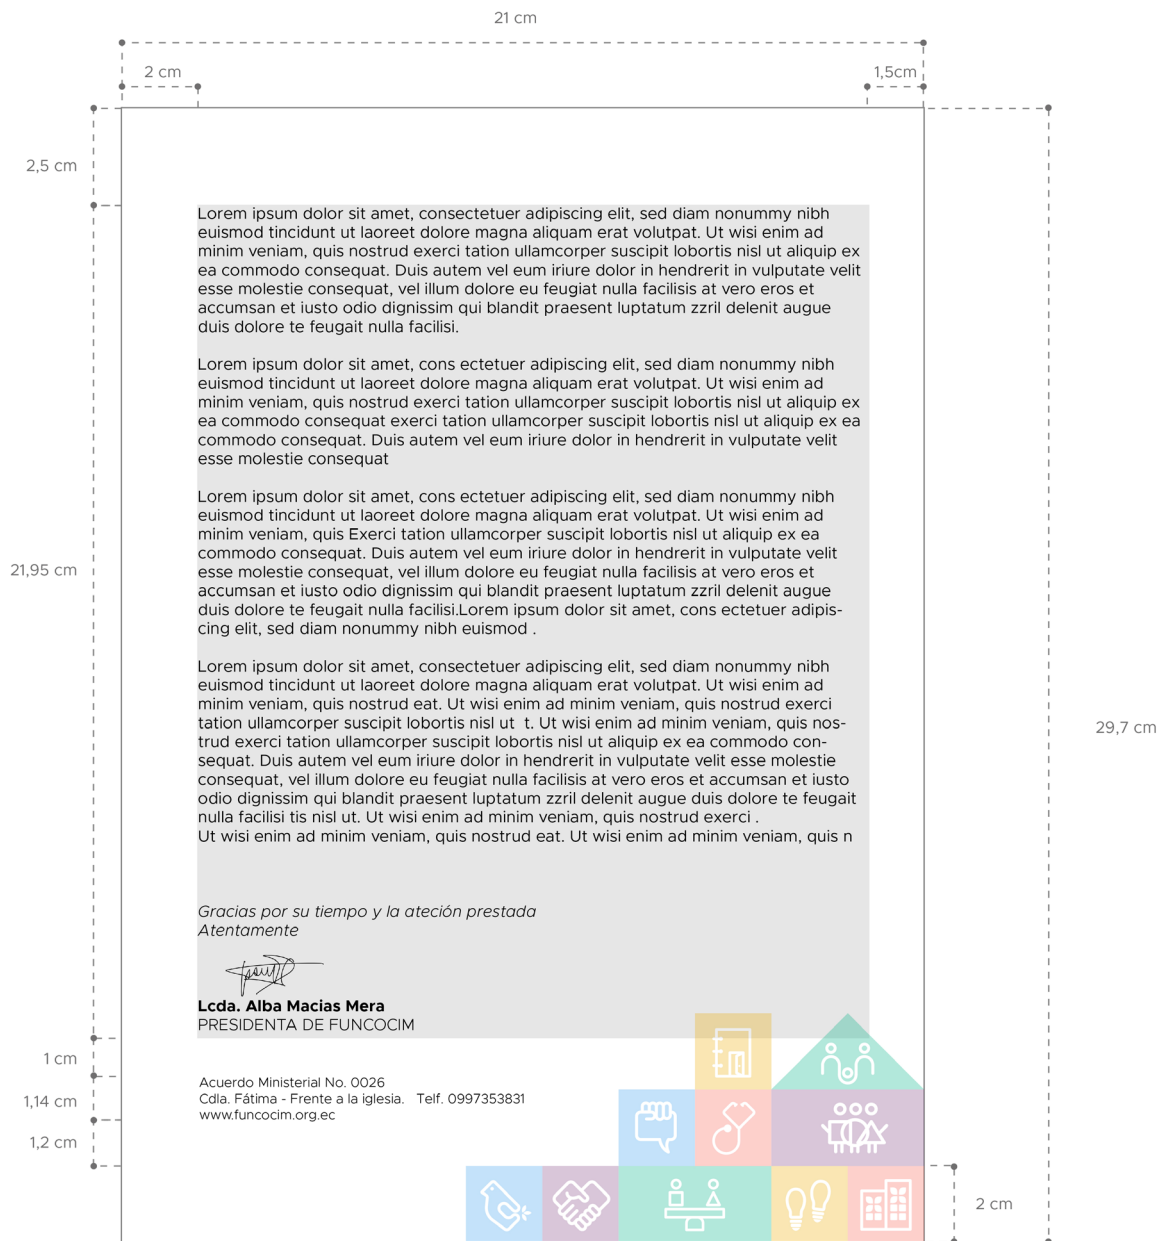 21 cm
2 cm
1,5cm
2,5 cm
Lorem ipsum dolor sit amet, consectetuer adipiscing elit, sed diam nonummy nibh
euismod tincidunt ut laoreet dolore magna aliquam erat volutpat. Ut wisi enim ad
minim veniam, quis nostrud exerci tation ullamcorper suscipit lobortis nisl ut aliquip ex
ea commodo consequat. Duis autem vel eum iriure dolor in hendrerit in vulputate velit
esse molestie consequat, vel illum dolore eu feugiat nulla facilisis at vero eros et
accumsan et iusto odio dignissim qui blandit praesent luptatum zzril delenit augue
duis dolore te feugait nulla facilisi.
Lorem ipsum dolor sit amet, cons ectetuer adipiscing elit, sed diam nonummy nibh
euismod tincidunt ut laoreet dolore magna aliquam erat volutpat. Ut wisi enim ad
minim veniam, quis nostrud exerci tation ullamcorper suscipit lobortis nisl ut aliquip ex
ea commodo consequat exerci tation ullamcorper suscipit lobortis nisl ut aliquip ex ea
commodo consequat. Duis autem vel eum iriure dolor in hendrerit in vulputate velit
esse molestie consequat
Lorem ipsum dolor sit amet, cons ectetuer adipiscing elit, sed diam nonummy nibh
euismod tincidunt ut laoreet dolore magna aliquam erat volutpat. Ut wisi enim ad
minim veniam, quis Exerci tation ullamcorper suscipit lobortis nisl ut aliquip ex ea
commodo consequat. Duis autem vel eum iriure dolor in hendrerit in vulputate velit
esse molestie consequat, vel illum dolore eu feugiat nulla facilisis at vero eros et
accumsan et iusto odio dignissim qui blandit praesent luptatum zzril delenit augue
duis dolore te feugait nulla facilisi.Lorem ipsum dolor sit amet, cons ectetuer adipis-
cing elit, sed diam nonummy nibh euismod .
21,95 cm
Lorem ipsum dolor sit amet, consectetuer adipiscing elit, sed diam nonummy nibh
euismod tincidunt ut laoreet dolore magna aliquam erat volutpat. Ut wisi enim ad
minim veniam, quis nostrud eat. Ut wisi enim ad minim veniam, quis nostrud exerci
tation ullamcorper suscipit lobortis nisl ut  t. Ut wisi enim ad minim veniam, quis nos-
trud exerci tation ullamcorper suscipit lobortis nisl ut aliquip ex ea commodo con-
sequat. Duis autem vel eum iriure dolor in hendrerit in vulputate velit esse molestie
consequat, vel illum dolore eu feugiat nulla facilisis at vero eros et accumsan et iusto
odio dignissim qui blandit praesent luptatum zzril delenit augue duis dolore te feugait
nulla facilisi tis nisl ut. Ut wisi enim ad minim veniam, quis nostrud exerci .
Ut wisi enim ad minim veniam, quis nostrud eat. Ut wisi enim ad minim veniam, quis n
29,7 cm
Gracias por su tiempo y la ateción prestada
Atentamente
Lcda. Alba Macias Mera
PRESIDENTA DE FUNCOCIM
1 cm
Acuerdo Ministerial No. 0026
Cdla. Fátima - Frente a la iglesia.   Telf. 0997353831
www.funcocim.org.ec
1,14 cm
1,2 cm
2 cm